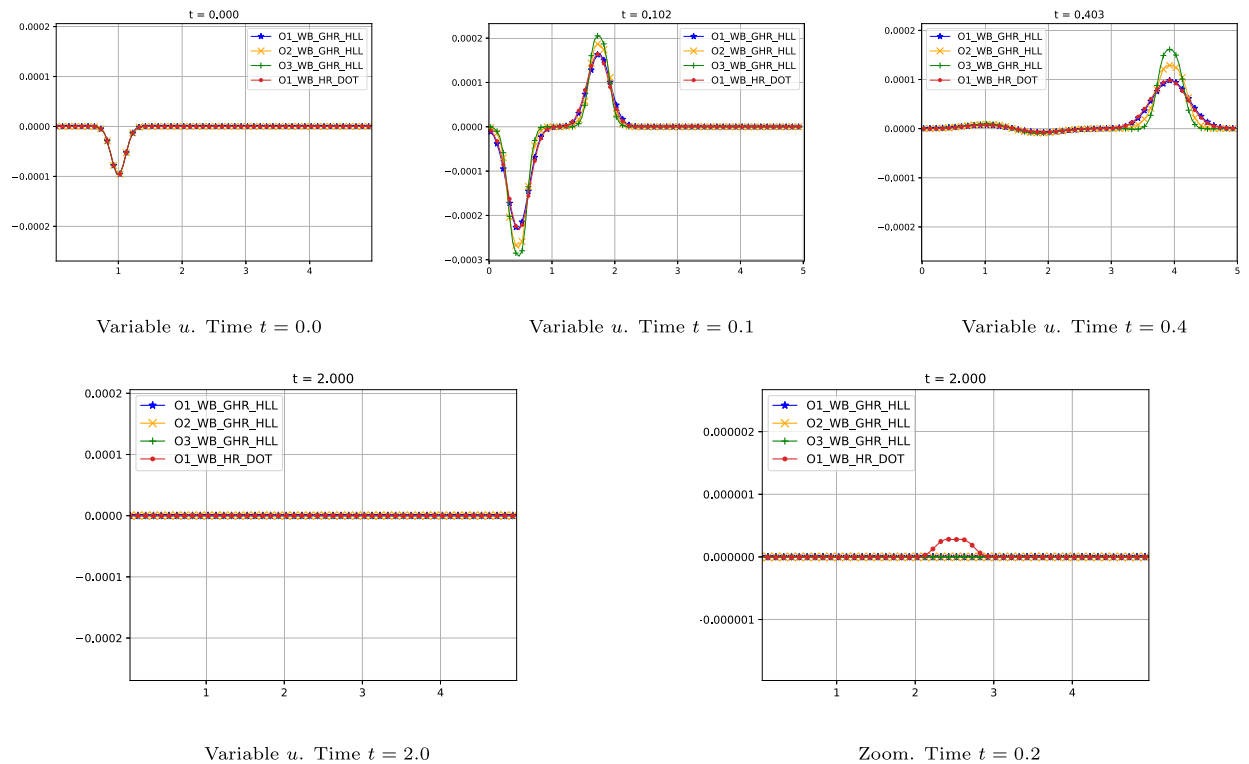 t = 0.000
0.0002
0.0001
0.0000
−0.0001
−0.0002
1 2 3 4
O1_WB_GHR_HLL
O2_WB_GHR_HLL
O3_WB_GHR_HLL
O1_WB_HR_DOT
Variable u. Time t = 0.0
t = 0.102
0.0002
0.0001
0.0000
−0.0001
−0.0002
−0.0003
0 1 2 3 4 5
O1_WB_GHR_HLL
O2_WB_GHR_HLL
O3_WB_GHR_HLL
O1_WB_HR_DOT
Variable u. Time t = 0.1
t = 0.403
0.0002
0.0001
0.0000
−0.0001
−0.0002
0 1 2 3 4 5
O1_WB_GHR_HLL
O2_WB_GHR_HLL
O3_WB_GHR_HLL
O1_WB_HR_DOT
Variable u. Time t = 0.4
t = 2.000
0.0002
0.0001
0.0000
−0.0001
−0.0002
1 2 3 4
O1_WB_GHR_HLL
O2_WB_GHR_HLL
O3_WB_GHR_HLL
O1_WB_HR_DOT
Variable u. Time t = 2.0
t = 2.000
0.000002
0.000001
0.000000
-0.000001
1 2 3 4
O1_WB_GHR_HLL
O2_WB_GHR_HLL
O3_WB_GHR_HLL
O1_WB_HR_DOT
Zoom. Time t = 0.2